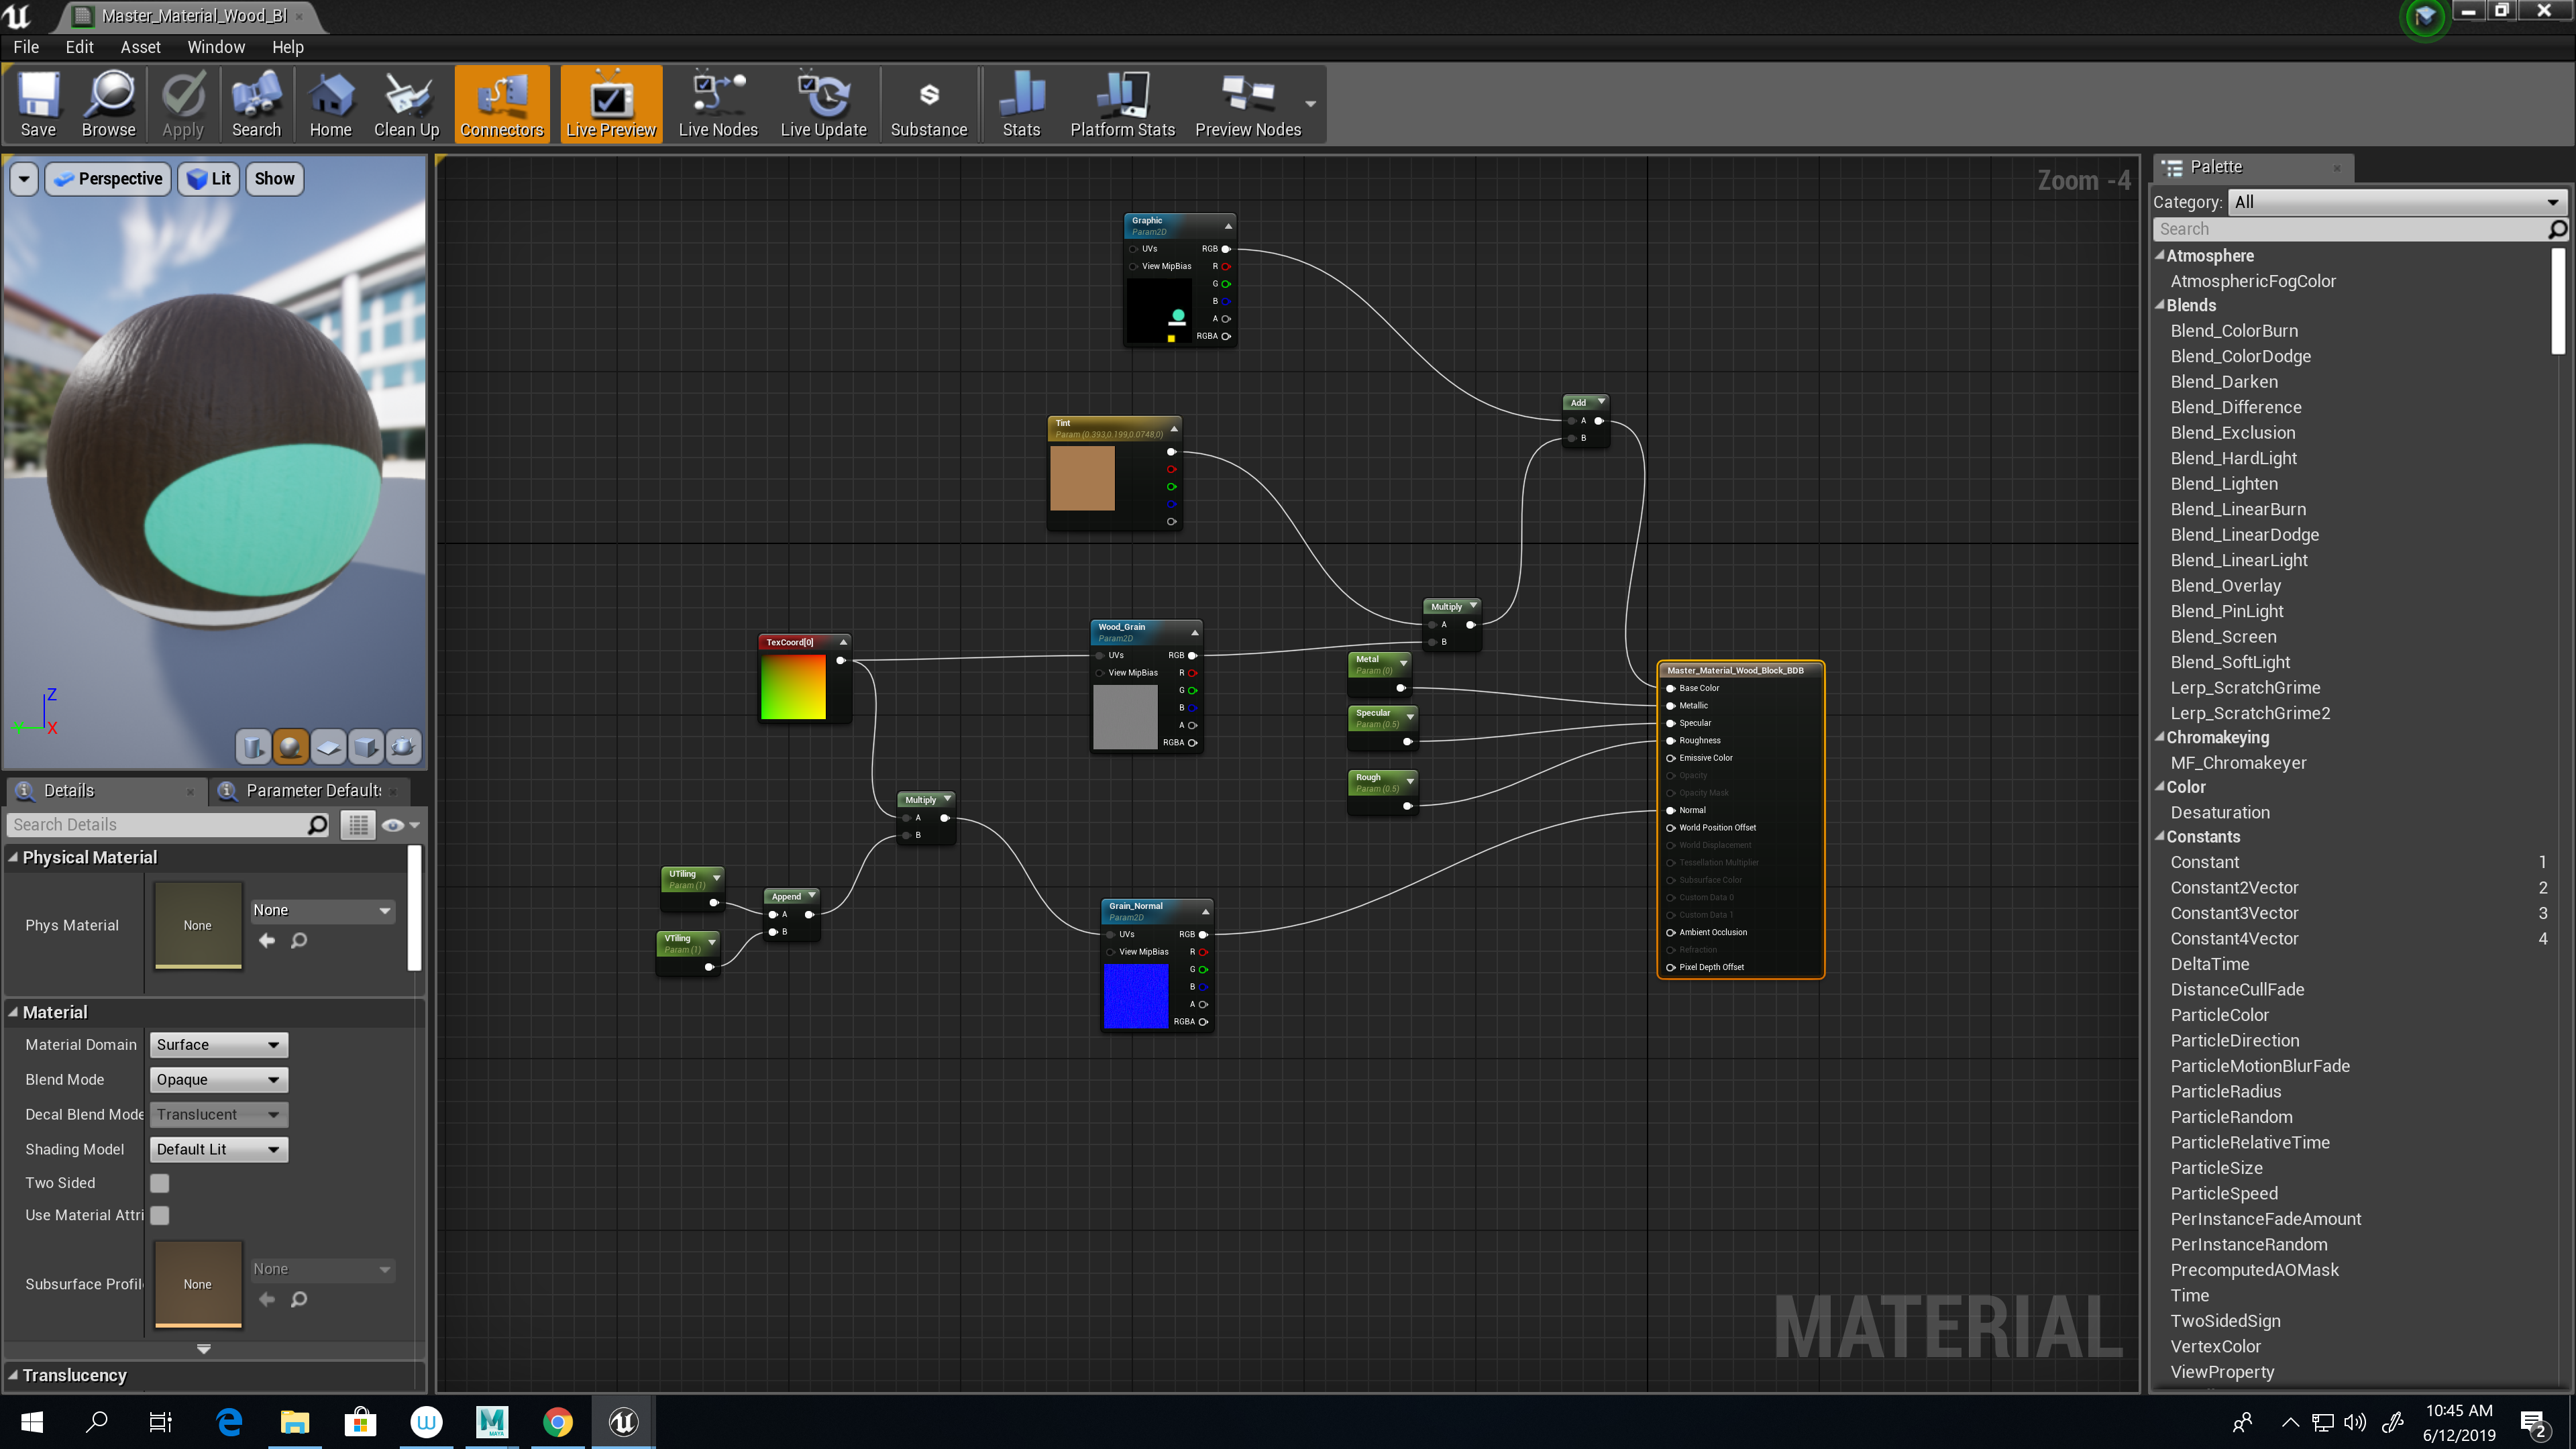 Master_Material_Wood_Bl
File Edit Asset Window Help
Save Browse Apply Search Home Clean Up Connectors Live Preview Live Nodes Live Update Substance Stats Platform Stats Preview Nodes
Perspective Lit Show
Z
Y X
Details Parameter Defaults
Search Details
Physical Material
Phys Material None None
Material
Material Domain Surface
Blend Mode Opaque
Decal Blend Mode Translucent
Shading Model Default Lit
Two Sided
Use Material Attri
Subsurface Profil None None
Translucency
Zoom -4
Graphic
Param2D
UVs RGB
View MipBias R
G
B
A
RGBA
Tint
Param (0.393,0.199,0.0748,0)
Add
A
B
TexCoord[0]
Wood_Grain
Param2D
UVs RGB
View MipBias R
G
B
A
RGBA
Multiply
A
B
Metal
Param (0)
Specular
Param (0.5)
Rough
Param (0.5)
Multiply
A
B
UTiling
Param (1)
VTiling
Param (1)
Append
A
B
Grain_Normal
Param2D
UVs RGB
View MipBias R
G
B
A
RGBA
Master_Material_Wood_Block_BDB
Base Color
Metallic
Specular
Roughness
Emissive Color
Opacity
Opacity Mask
Normal
World Position Offset
World Displacement
Tessellation Multiplier
Subsurface Color
Custom Data 0
Custom Data 1
Ambient Occlusion
Refraction
Pixel Depth Offset
MATERIAL
Palette
Category: All
Search
Atmosphere
AtmosphericFogColor
Blends
Blend_ColorBurn
Blend_ColorDodge
Blend_Darken
Blend_Difference
Blend_Exclusion
Blend_HardLight
Blend_Lighten
Blend_LinearBurn
Blend_LinearDodge
Blend_LinearLight
Blend_Overlay
Blend_PinLight
Blend_Screen
Blend_SoftLight
Lerp_ScratchGrime
Lerp_ScratchGrime2
Chromakeying
MF_Chromakeyer
Color
Desaturation
Constants
Constant 1
Constant2Vector 2
Constant3Vector 3
Constant4Vector 4
DeltaTime
DistanceCullFade
ParticleColor
ParticleDirection
ParticleMotionBlurFade
ParticleRadius
ParticleRandom
ParticleRelativeTime
ParticleSize
ParticleSpeed
PerInstanceFadeAmount
PerInstanceRandom
PrecomputedAOMask
Time
TwoSidedSign
VertexColor
ViewProperty
M
MAYA
10:45 AM
6/12/2019
2